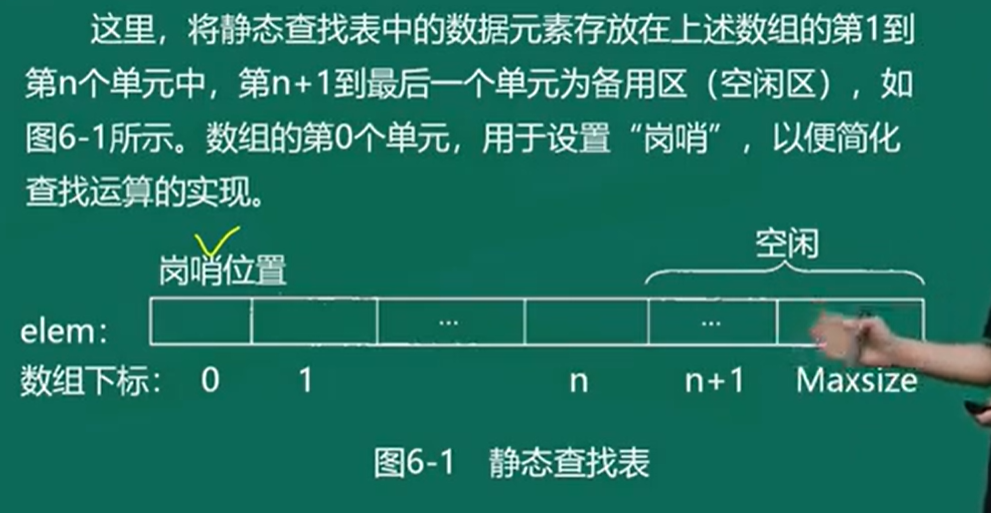 这里，将静态查找表中的数据元素存放在上述数组的第1到
第n个单元中，第n+1到最后一个单元为备用区（空闲区），如
图6-1所示。数组的第0个单元，用于设置“岗哨”，以便简化
查找运算的实现。
空闲
岗哨位置
elem： … …
数组下标： 0 1 n n+1 Maxsize
图6-1 静态查找表